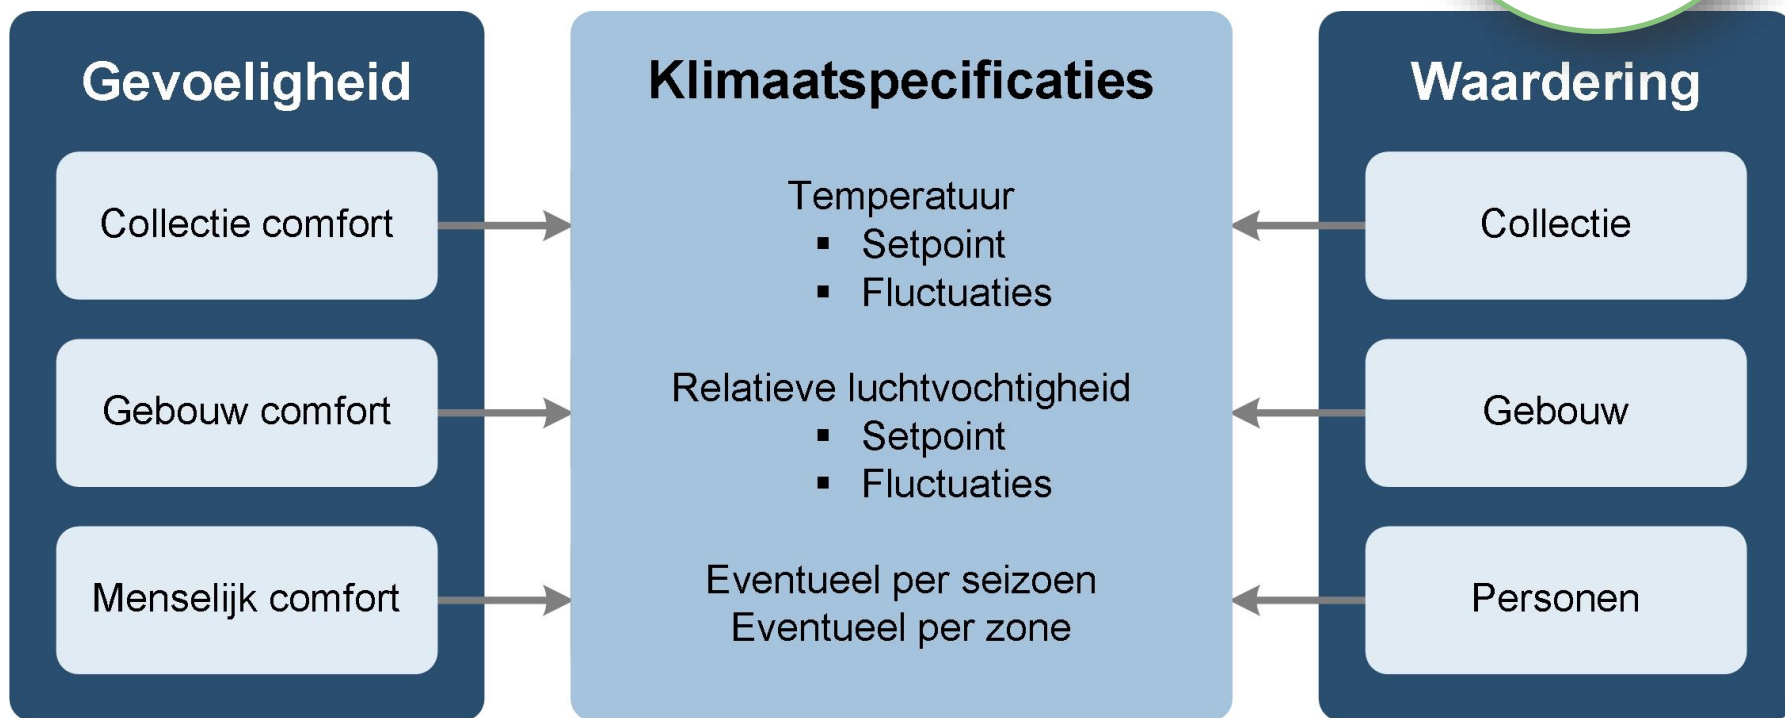 Gevoeligheid
Collectie comfort
Gebouw comfort
Menselijk comfort
Klimaatspecificaties
Temperatuur
▪ Setpoint
▪ Fluctuaties
Relatieve luchtvochtigheid
▪ Setpoint
▪ Fluctuaties
Eventueel per seizoen
Eventueel per zone
Waardering
Collectie
Gebouw
Personen